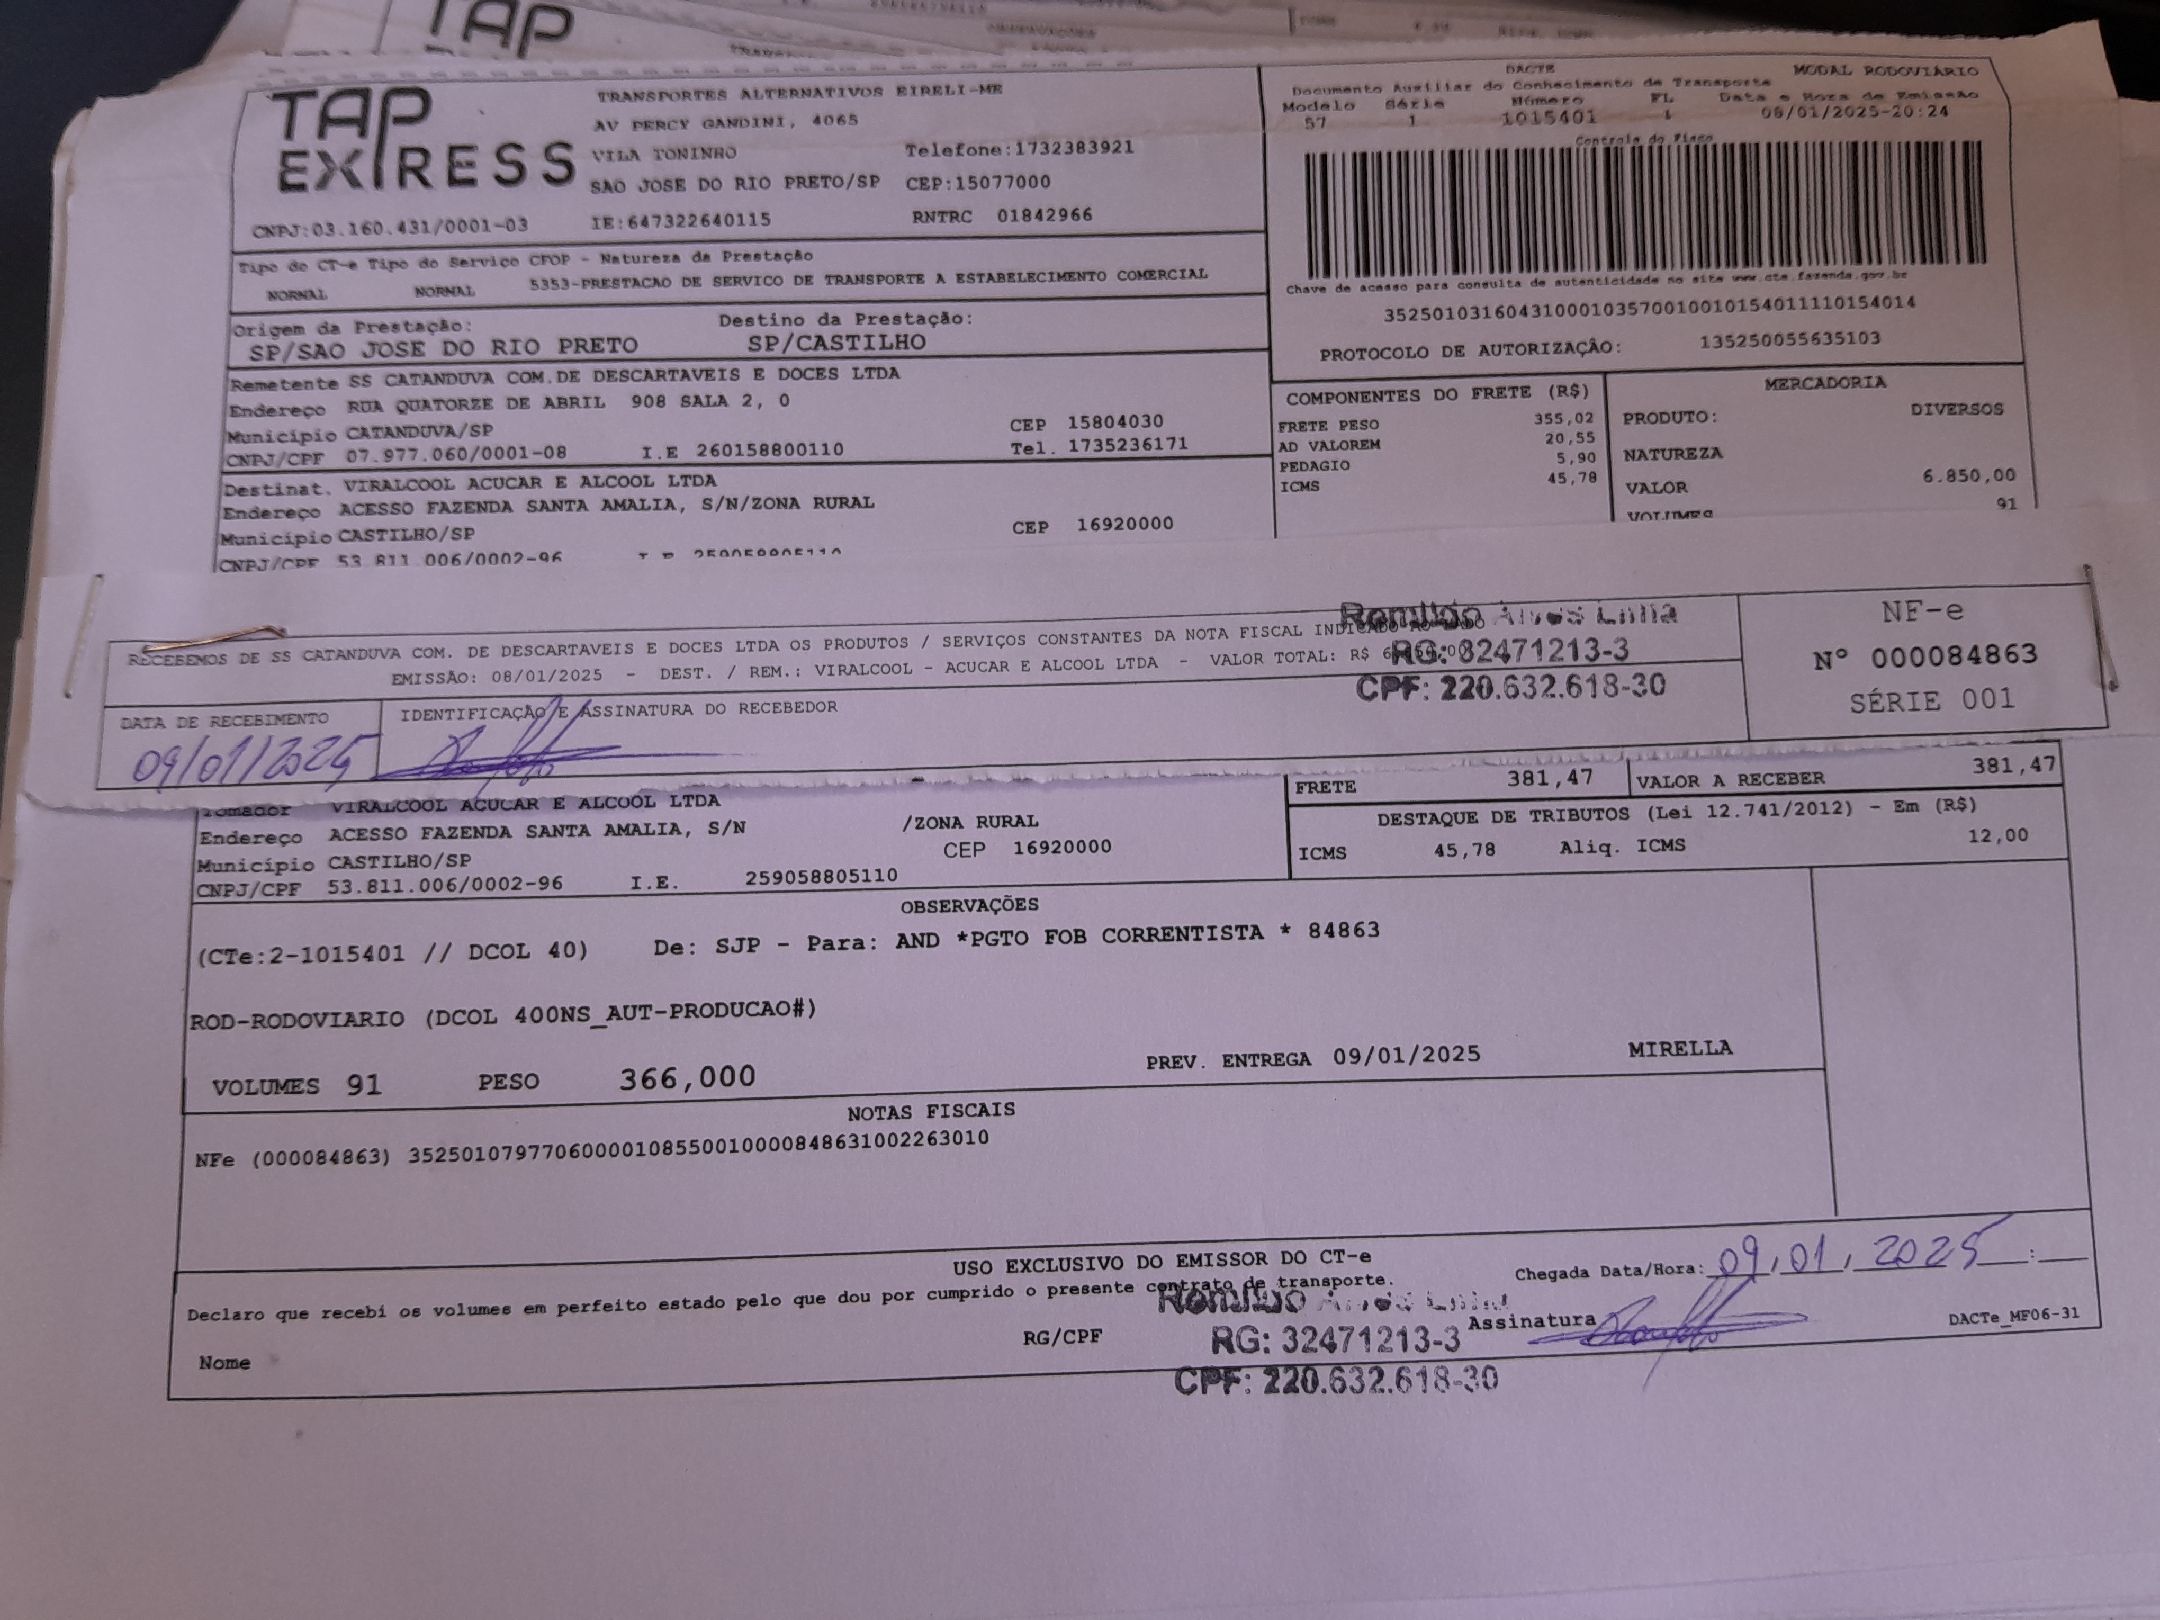 TAP
TAP EXPRESS
TRANSPORTES ALTERNATIVOS EIRELI-ME
AV PERCY GANDINI, 4065
VILA TONINHO Telefone:1732383921
SAO JOSE DO RIO PRETO/SP CEP:15077000
CNPJ:03.160.431/0001-03 IE:647322640115 RNTRC 01842966
DACTE MODAL RODOVIÁRIO
Documento Auxiliar do Conhecimento de Transporte
Modelo Série Número FL Data e Hora de Emissão
57 1 1015401 1 08/01/2025-20:24
Controle do Fisco
Chave de acesso para consulta de autenticidade no site www.cte.fazenda.gov.br
35250103160431000103570010010154011110154014
PROTOCOLO DE AUTORIZAÇÃO: 135250055635103
Tipo do CT-e Tipo do Serviço CFOP - Natureza da Prestação
NORMAL NORMAL 5353-PRESTACAO DE SERVICO DE TRANSPORTE A ESTABELECIMENTO COMERCIAL
Origem da Prestação: Destino da Prestação:
SP/SAO JOSE DO RIO PRETO SP/CASTILHO
Remetente SS CATANDUVA COM.DE DESCARTAVEIS E DOCES LTDA
Endereço RUA QUATORZE DE ABRIL 908 SALA 2, 0
Município CATANDUVA/SP CEP 15804030
CNPJ/CPF 07.977.060/0001-08 I.E 260158800110 Tel. 1735236171
Destinat. VIRALCOOL ACUCAR E ALCOOL LTDA
Endereço ACESSO FAZENDA SANTA AMALIA, S/N/ZONA RURAL
Município CASTILHO/SP CEP 16920000
CNPJ/CPF 53.811.006/0002-96 I.E 259058805110
COMPONENTES DO FRETE (R$)
FRETE PESO 355,02
AD VALOREM 20,55
PEDAGIO 5,90
ICMS 45,78
MERCADORIA
PRODUTO: DIVERSOS
NATUREZA
VALOR 6.850,00
VOLUMES 91
RECEBEMOS DE SS CATANDUVA COM. DE DESCARTAVEIS E DOCES LTDA OS PRODUTOS / SERVIÇOS CONSTANTES DA NOTA FISCAL INDICADO AO LADO
EMISSÃO: 08/01/2025 - DEST. / REM.: VIRALCOOL - ACUCAR E ALCOOL LTDA - VALOR TOTAL: R$
RG: 32471213-3
CPF: 220.632.618-30
NF-e
Nº 000084863
SÉRIE 001
DATA DE RECEBIMENTO IDENTIFICAÇÃO E ASSINATURA DO RECEBEDOR
09/01/2025
FRETE 381,47 VALOR A RECEBER 381,47
Tomador VIRALCOOL ACUCAR E ALCOOL LTDA
Endereço ACESSO FAZENDA SANTA AMALIA, S/N /ZONA RURAL
Município CASTILHO/SP CEP 16920000
CNPJ/CPF 53.811.006/0002-96 I.E. 259058805110
DESTAQUE DE TRIBUTOS (Lei 12.741/2012) - Em (R$)
ICMS 45,78 Aliq. ICMS 12,00
OBSERVAÇÕES
(CTe:2-1015401 // DCOL 40) De: SJP - Para: AND *PGTO FOB CORRENTISTA * 84863
ROD-RODOVIARIO (DCOL 400NS_AUT-PRODUCAO#)
VOLUMES 91 PESO 366,000 PREV. ENTREGA 09/01/2025 MIRELLA
NOTAS FISCAIS
NFe (000084863) 35250107977060000108550010000848631002263010
USO EXCLUSIVO DO EMISSOR DO CT-e
Declaro que recebi os volumes em perfeito estado pelo que dou por cumprido o presente contrato de transporte.
Chegada Data/Hora: 09,01,2025 :
Nome RG/CPF Assinatura
RG: 32471213-3
CPF: 220.632.618-30
DACTe_MF06-31